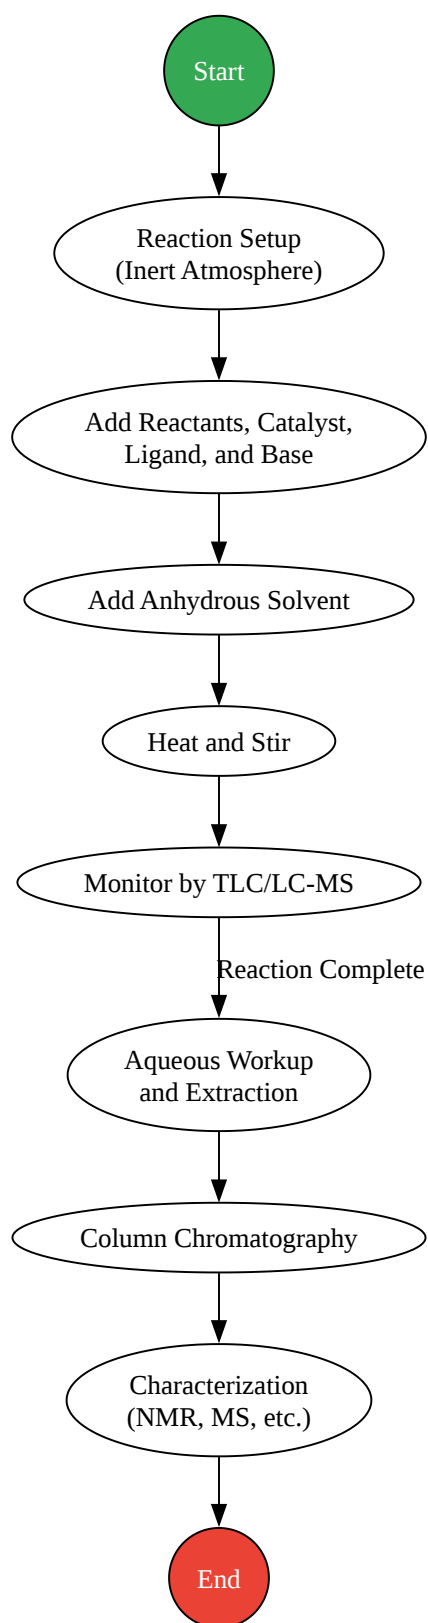 Start
Reaction Setup
(Inert Atmosphere)
Add Reactants, Catalyst,
Ligand, and Base
Add Anhydrous Solvent
Heat and Stir
Monitor by TLC/LC-MS
Reaction Complete
Aqueous Workup
and Extraction
Column Chromatography
Characterization
(NMR, MS, etc.)
End